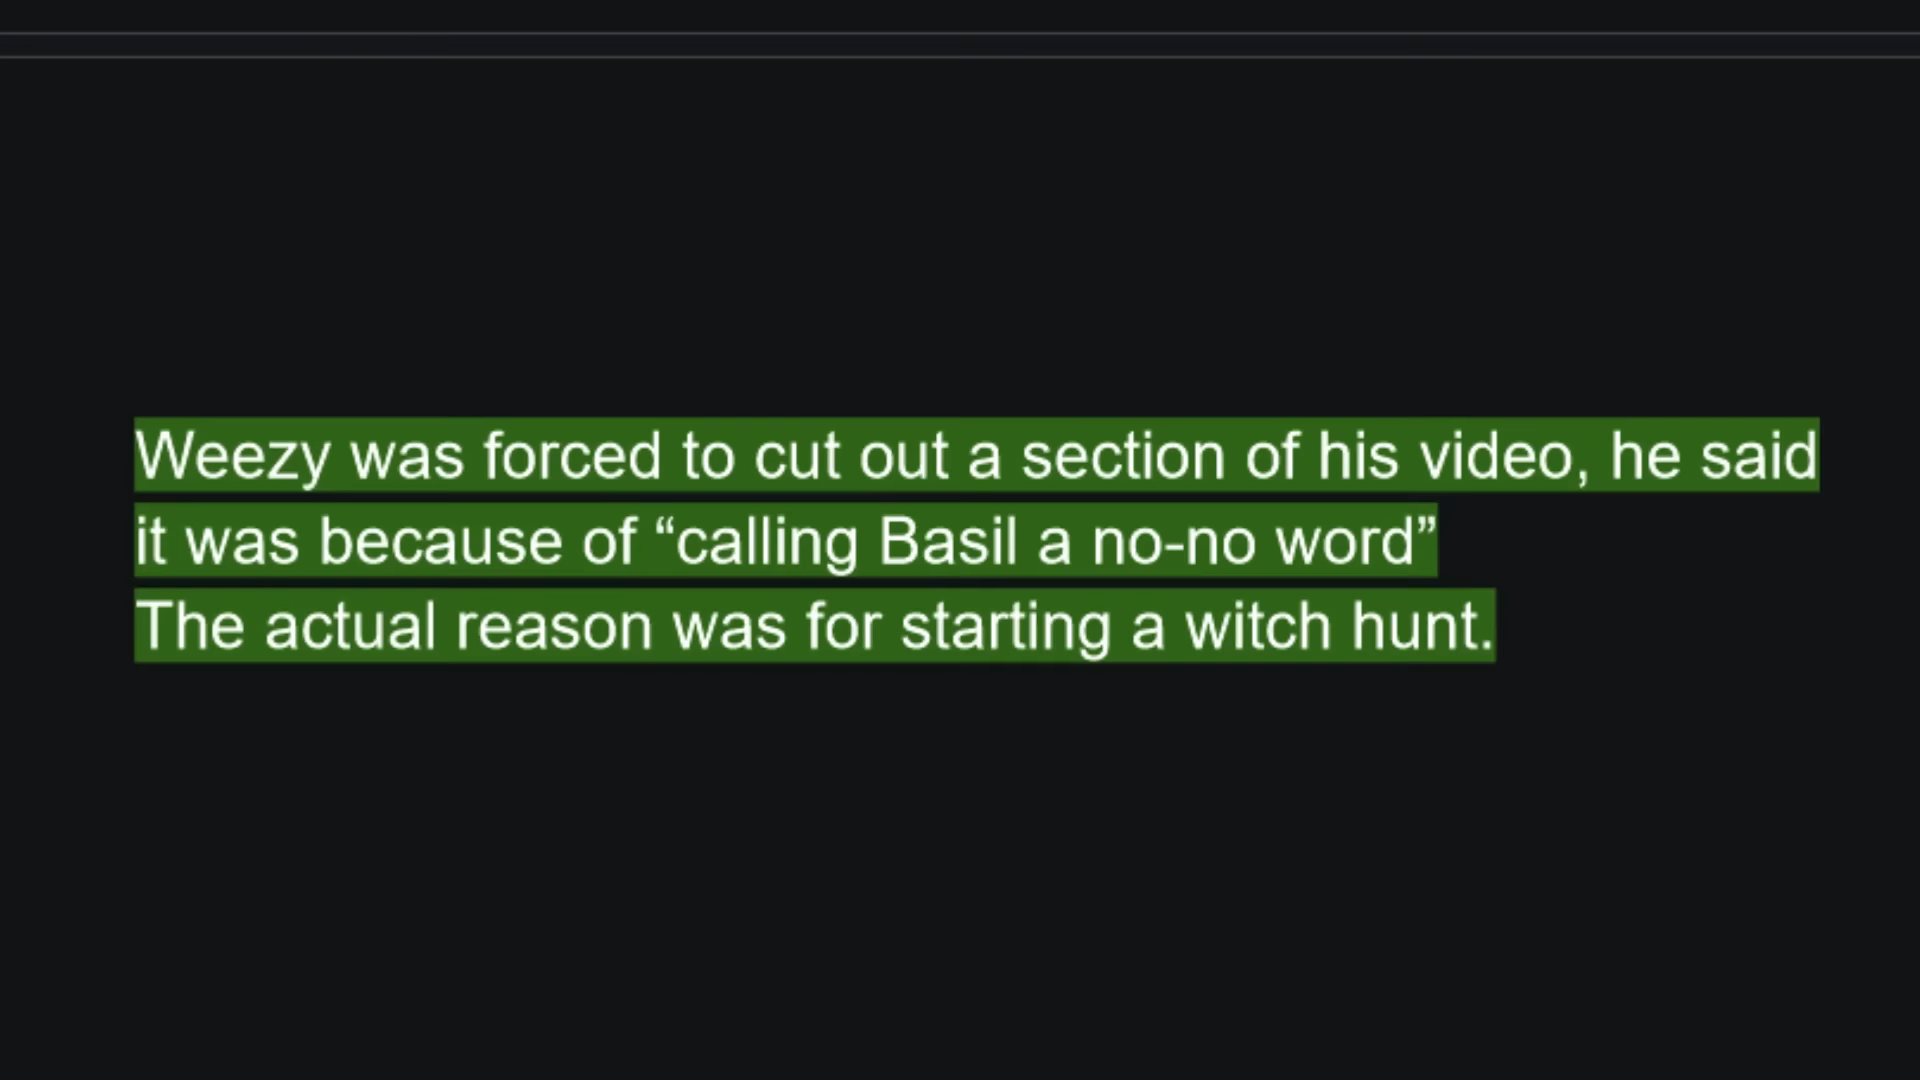 Weezy was forced to cut out a section of his video, he said
it was because of “calling Basil a no-no word”
The actual reason was for starting a witch hunt.